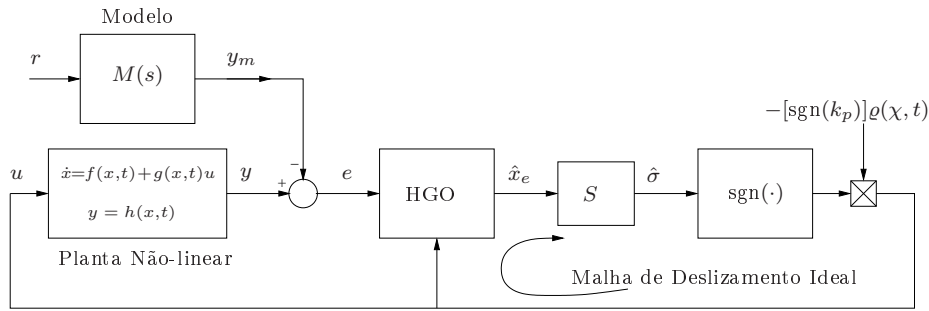 Modelo
r
M(s)
y_m
−[sgn(k_p)]ϱ(χ, t)
u
ẋ=f(x,t)+g(x,t)u
y = h(x,t)
y
+
−
e
HGO
x̂_e
S
σ̂
sgn(·)
Planta Não-linear
Malha de Deslizamento Ideal